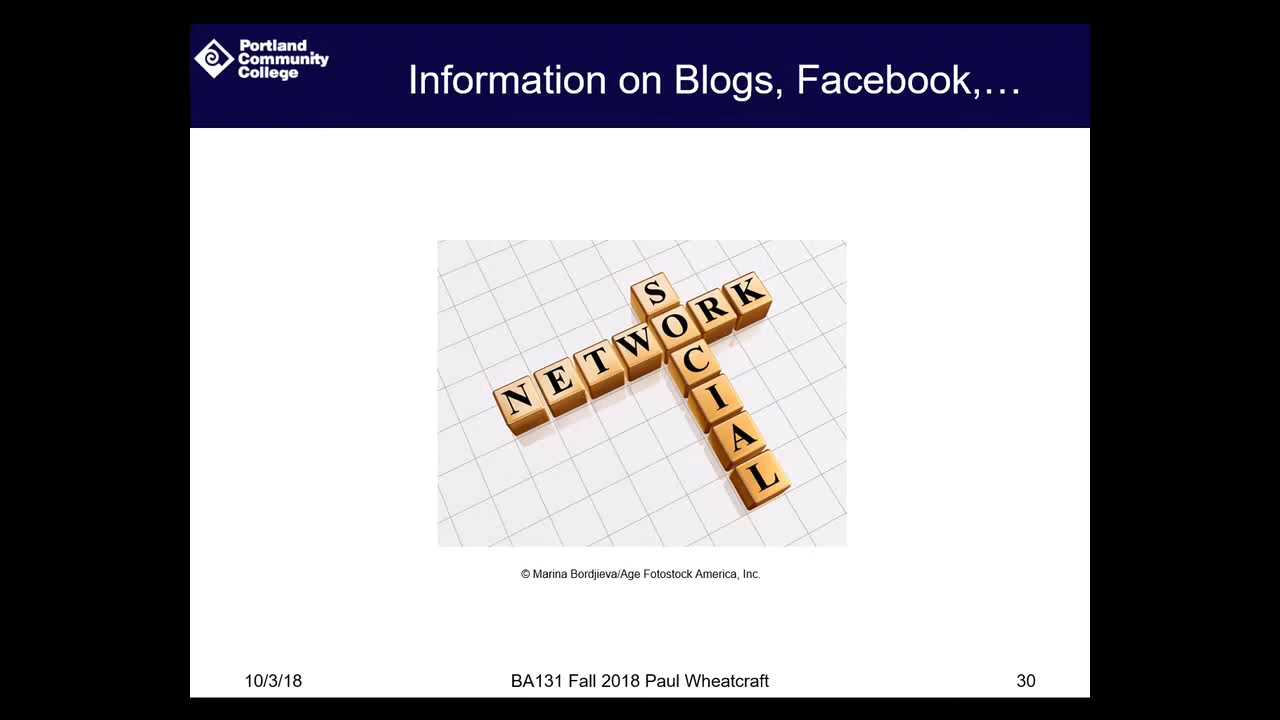 Portland
Community
College
Information on Blogs, Facebook,…
NETWORK
SOCIAL
© Marina Bordjieva/Age Fotostock America, Inc.
10/3/18
BA131 Fall 2018 Paul Wheatcraft
30